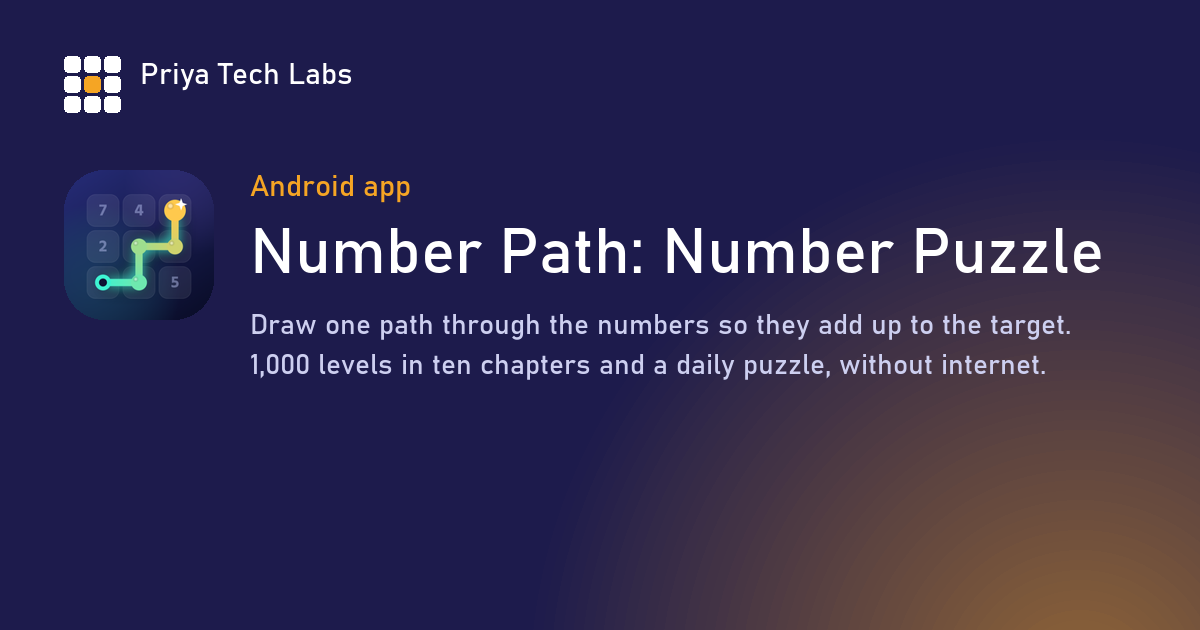 Priya Tech Labs
Android app
Number Path: Number Puzzle
Draw one path through the numbers so they add up to the target.
1,000 levels in ten chapters and a daily puzzle, without internet.
7 4
2
5